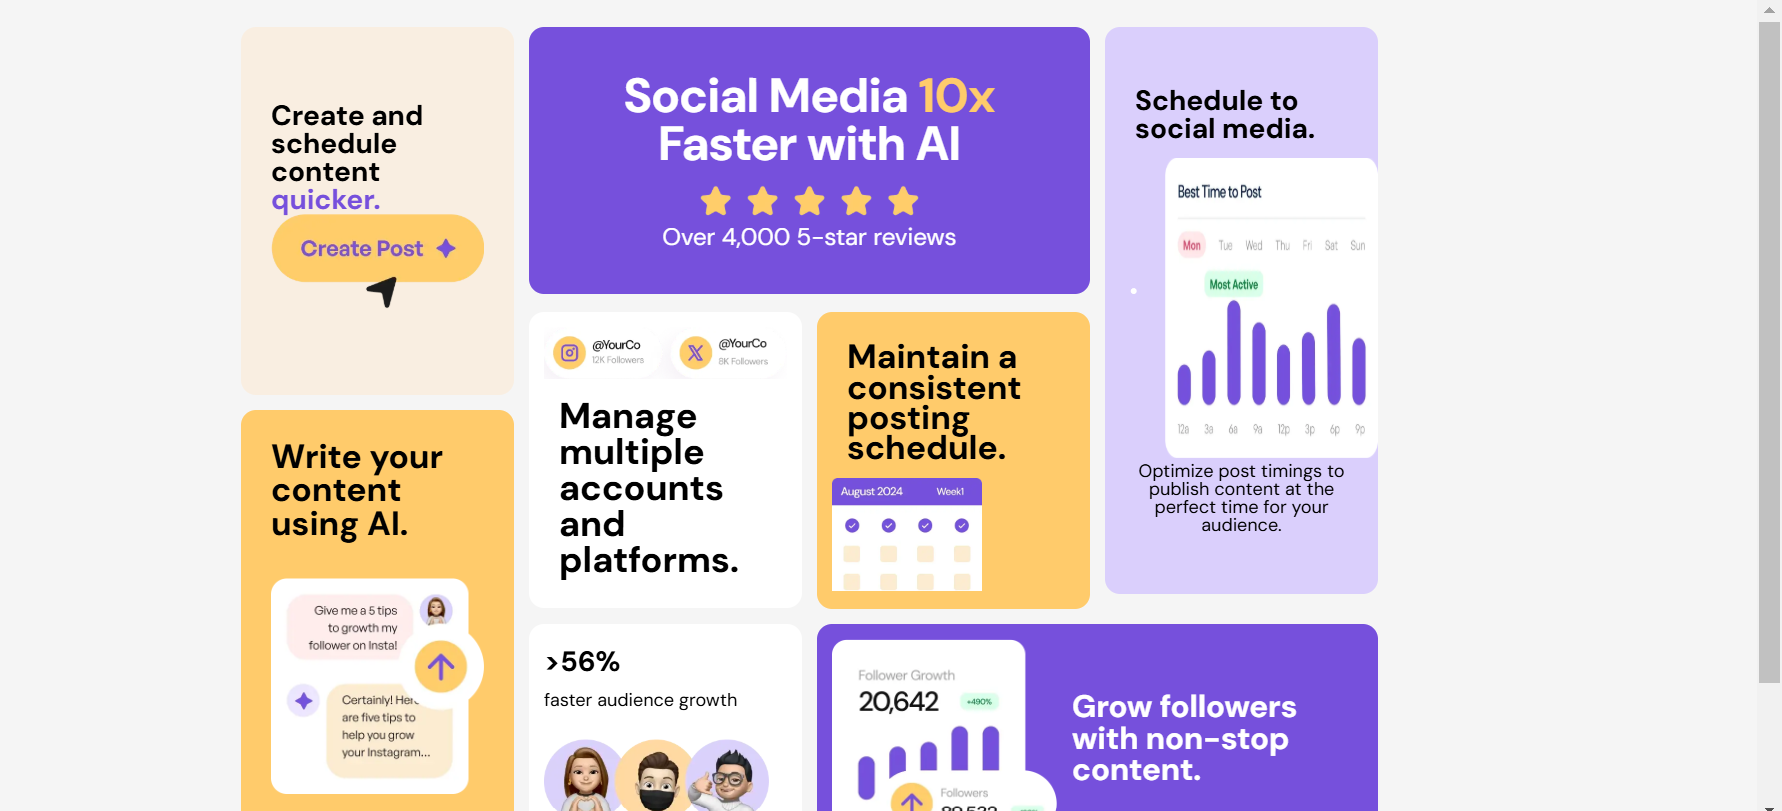 Create and
schedule
content
quicker.
Create Post
Social Media 10x
Faster with AI
Over 4,000 5-star reviews
Schedule to
social media.
Best Time to Post
Mon Tue Wed Thu Fri Sat Sun
Most Active
12a 3a 6a 9a 12p 3p 6p 9p
Optimize post timings to
publish content at the
perfect time for your
audience.
@YourCo
12K Followers
@YourCo
8K Followers
Manage
multiple
accounts
and
platforms.
Maintain a
consistent
posting
schedule.
August 2024 Week1
Write your
content
using AI.
Give me a 5 tips
to growth my
follower on Insta!
Certainly! Here
are five tips to
help you grow
your Instagram...
>56%
faster audience growth
Follower Growth
20,642 +490%
Followers
Grow followers
with non-stop
content.